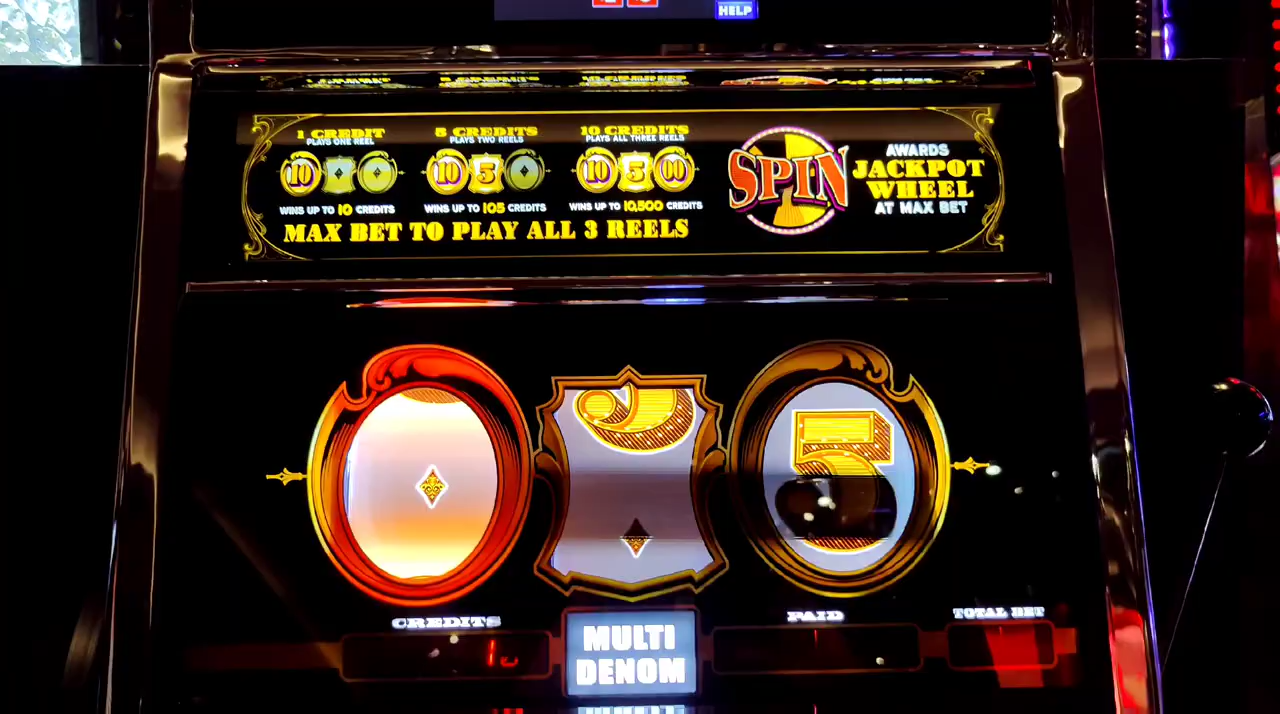 HELP
1 CREDIT
PLAYS ONE REEL
10
WINS UP TO 10 CREDITS
5 CREDITS
PLAYS TWO REELS
10 5
WINS UP TO 105 CREDITS
10 CREDITS
PLAYS ALL THREE REELS
10 5 00
WINS UP TO 10,500 CREDITS
MAX BET TO PLAY ALL 3 REELS
SPIN
AWARDS
JACKPOT
WHEEL
AT MAX BET
5
CREDITS
PAID
TOTAL BET
MULTI
DENOM